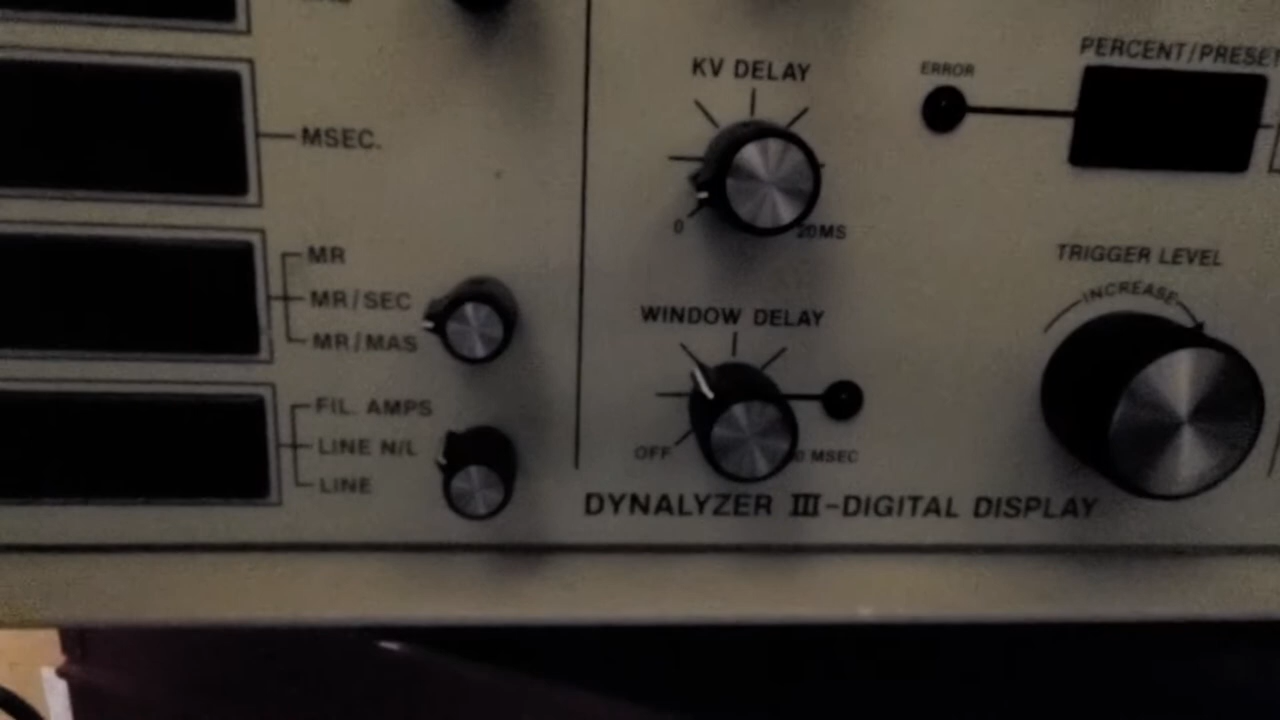 MSEC.
MR
MR/SEC
MR/MAS
FIL. AMPS
LINE N/L
LINE
KV DELAY
0
20MS
WINDOW DELAY
OFF
MSEC
DYNALYZER III-DIGITAL DISPLAY
ERROR
PERCENT/PRESET
TRIGGER LEVEL
INCREASE